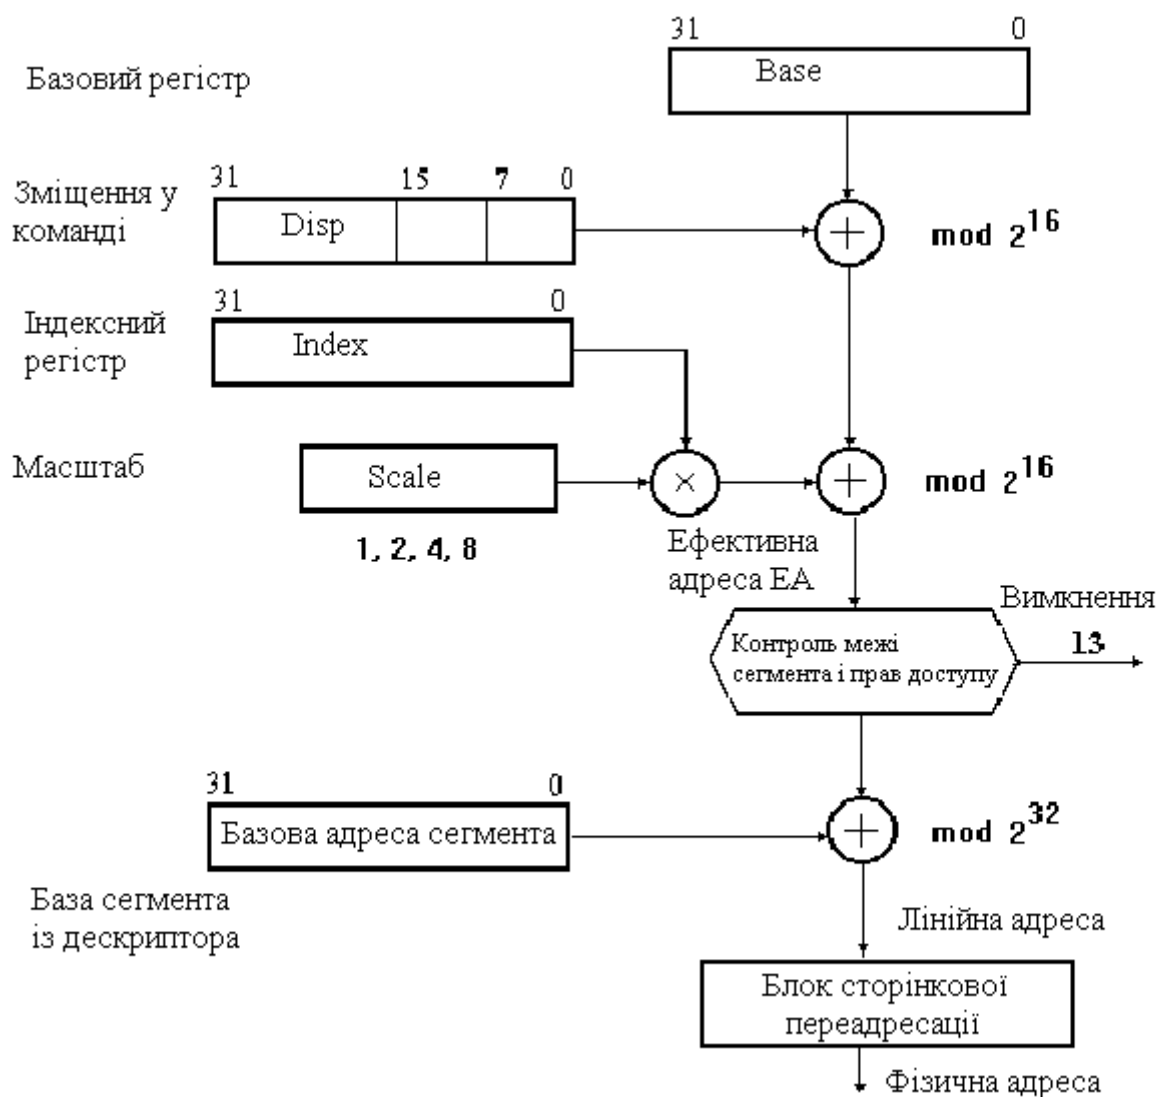 31 0
Базовий регістр
Base
31 15 7 0
Зміщення у
команді
Disp
mod 2^16
31 0
Індексний
регістр
Index
Масштаб
Scale
×
mod 2^16
1, 2, 4, 8
Ефективна
адреса EA
Вимкнення
13
Контроль межі
сегмента і прав доступу
31 0
Базова адреса сегмента
mod 2^32
База сегмента
із дескриптора
Лінійна адреса
Блок сторінкової
переадресації
Фізична адреса